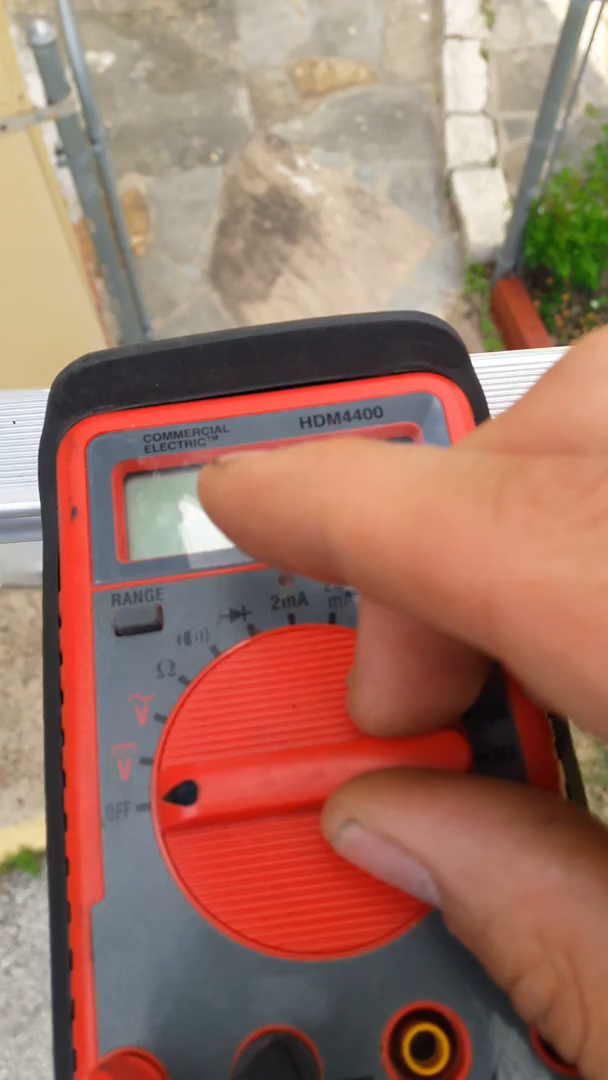 COMMERCIAL
ELECTRIC™
HDM4400
RANGE
2mA
mA
Ω
V
V
OFF